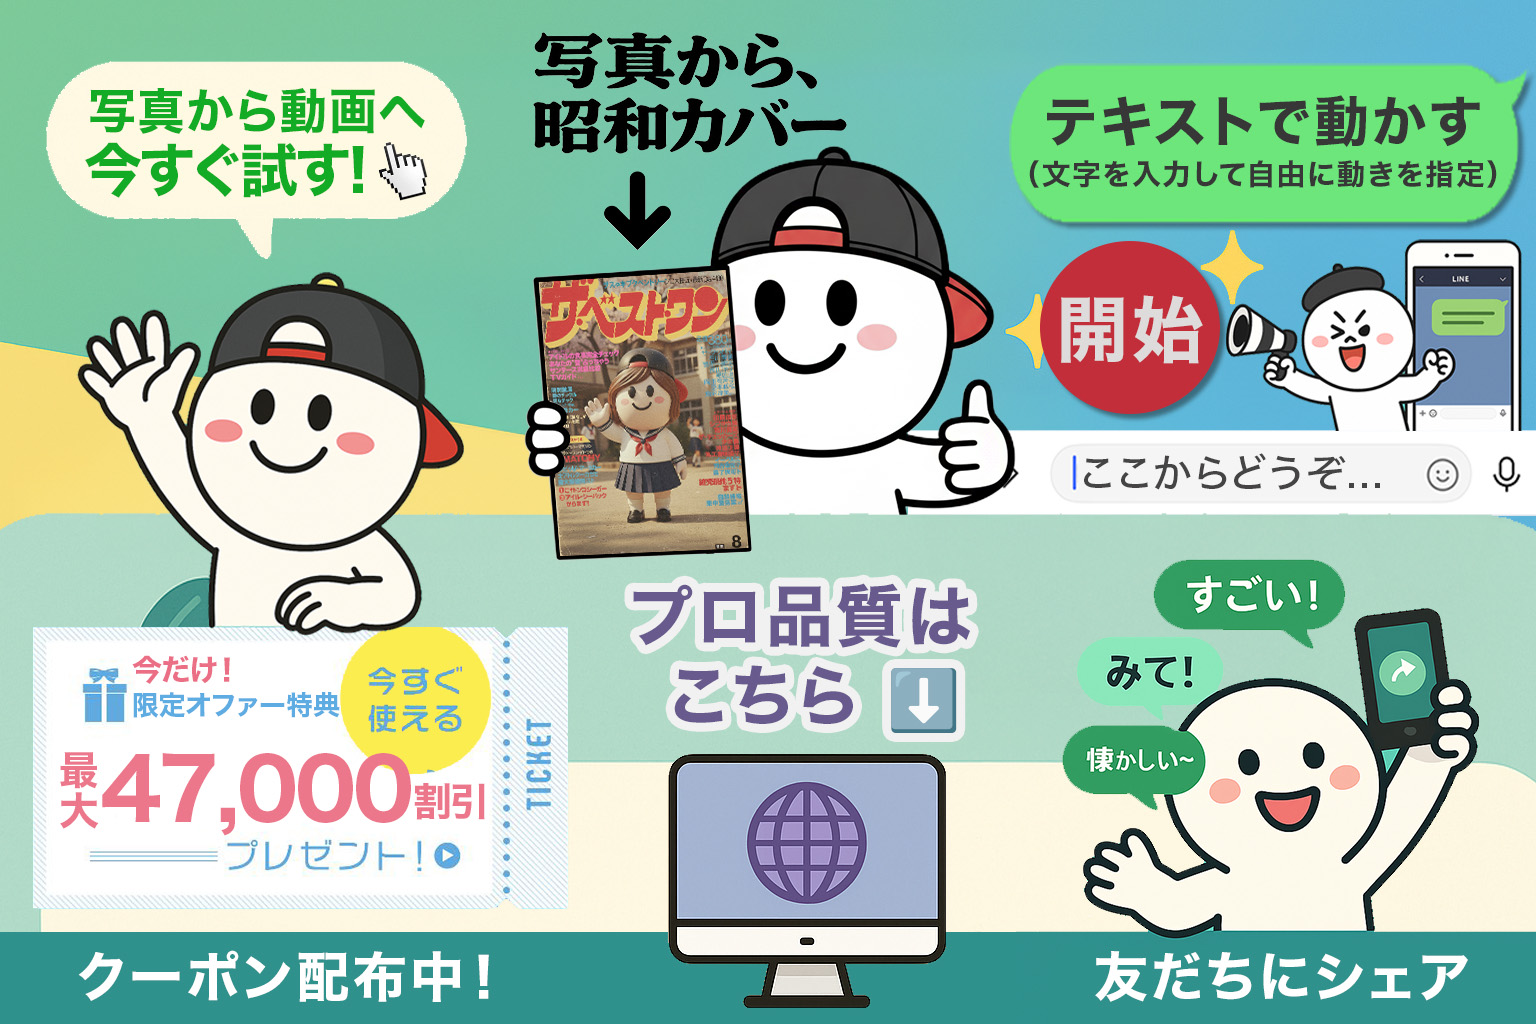 写真から動画へ
今すぐ試す!
写真から、
昭和カバー
テキストで動かす
(文字を入力して自由に動きを指定)
開始
LINE
ここからどうぞ...
ザ・ベストワン
8
今だけ!
限定オファー特典
今すぐ
使える
最大47,000割引
プレゼント!
TICKET
クーポン配布中!
プロ品質は
こちら
すごい!
みて!
懐かしい~
友だちにシェア